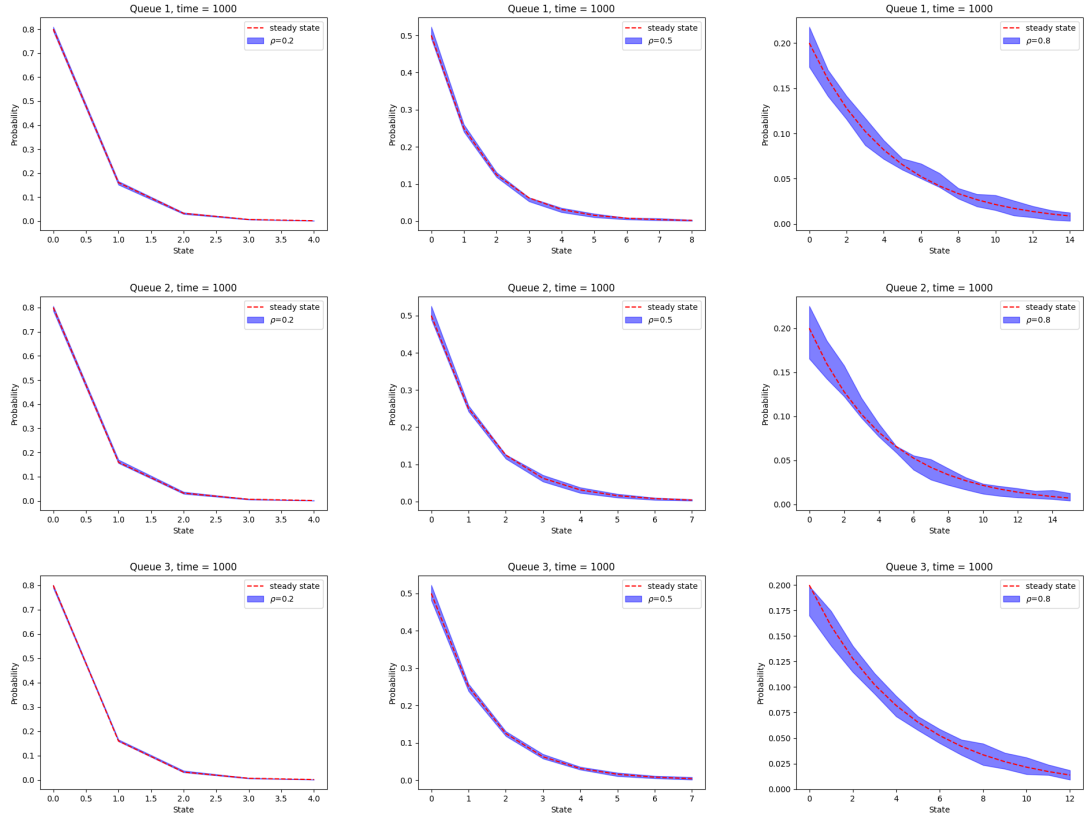 Queue 1, time = 1000
steady state
ρ=0.2
Probability
0.8
0.7
0.6
0.5
0.4
0.3
0.2
0.1
0.0
0.0 0.5 1.0 1.5 2.0 2.5 3.0 3.5 4.0
State
Queue 1, time = 1000
steady state
ρ=0.5
Probability
0.5
0.4
0.3
0.2
0.1
0.0
0 1 2 3 4 5 6 7 8
State
Queue 1, time = 1000
steady state
ρ=0.8
Probability
0.20
0.15
0.10
0.05
0.00
0 2 4 6 8 10 12 14
State
Queue 2, time = 1000
steady state
ρ=0.2
Probability
0.8
0.7
0.6
0.5
0.4
0.3
0.2
0.1
0.0
0.0 0.5 1.0 1.5 2.0 2.5 3.0 3.5 4.0
State
Queue 2, time = 1000
steady state
ρ=0.5
Probability
0.5
0.4
0.3
0.2
0.1
0.0
0 1 2 3 4 5 6 7
State
Queue 2, time = 1000
steady state
ρ=0.8
Probability
0.20
0.15
0.10
0.05
0.00
0 2 4 6 8 10 12 14
State
Queue 3, time = 1000
steady state
ρ=0.2
Probability
0.8
0.7
0.6
0.5
0.4
0.3
0.2
0.1
0.0
0.0 0.5 1.0 1.5 2.0 2.5 3.0 3.5 4.0
State
Queue 3, time = 1000
steady state
ρ=0.5
Probability
0.5
0.4
0.3
0.2
0.1
0.0
0 1 2 3 4 5 6 7
State
Queue 3, time = 1000
steady state
ρ=0.8
Probability
0.200
0.175
0.150
0.125
0.100
0.075
0.050
0.025
0.000
0 2 4 6 8 10 12
State